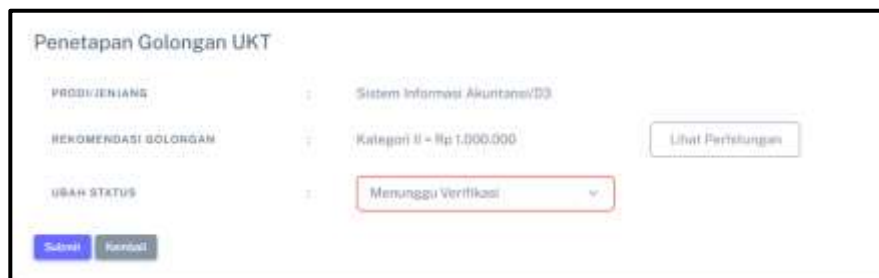 Penetapan Golongan UKT
PRODI/JENJANG : Sistem Informasi Akuntansi/D3
REKOMENDASI GOLONGAN : Kategori II - Rp 1.000.000 Lihat Perhitungan
UBAH STATUS : Menunggu Verifikasi
Submit Kembali